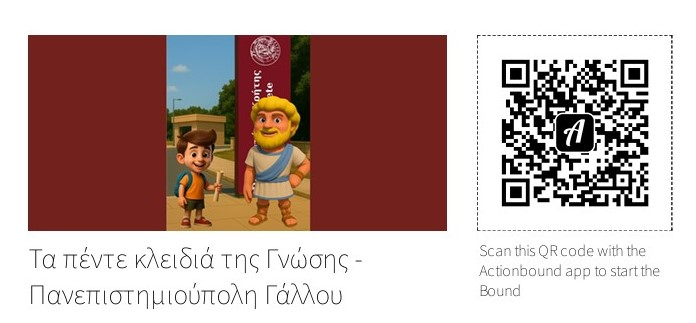 Τα πέντε κλειδιά της Γνώσης -
Πανεπιστημιούπολη Γάλλου
Scan this QR code with the
Actionbound app to start the
Bound